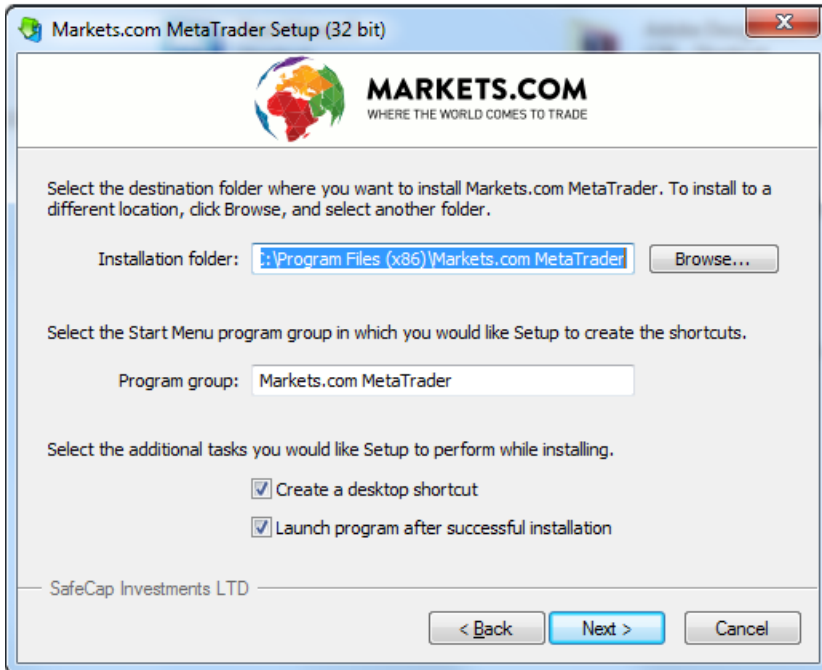 Markets.com MetaTrader Setup (32 bit)
MARKETS.COM
WHERE THE WORLD COMES TO TRADE
Select the destination folder where you want to install Markets.com MetaTrader. To install to a
different location, click Browse, and select another folder.
Installation folder: :\Program Files (x86)\Markets.com MetaTrader Browse...
Select the Start Menu program group in which you would like Setup to create the shortcuts.
Program group: Markets.com MetaTrader
Select the additional tasks you would like Setup to perform while installing.
Create a desktop shortcut
Launch program after successful installation
SafeCap Investments LTD
< Back Next > Cancel